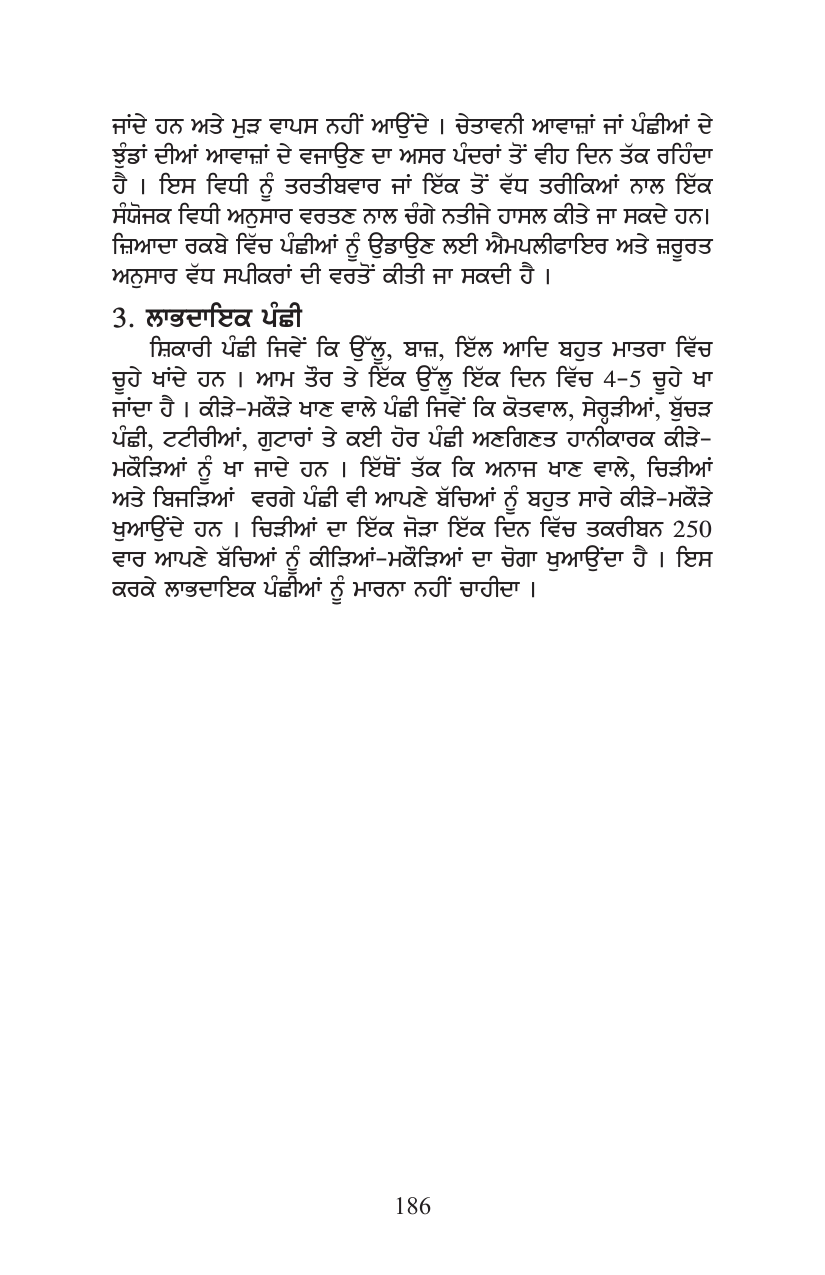 ਜਾਂਦੇ ਹਨ ਅਤੇ ਮੁੜ ਵਾਪਸ ਨਹੀਂ ਆਉਂਦੇ । ਚੇਤਾਵਨੀ ਆਵਾਜ਼ਾਂ ਜਾਂ ਪੰਛੀਆਂ ਦੇ
ਝੁੰਡਾਂ ਦੀਆਂ ਆਵਾਜ਼ਾਂ ਦੇ ਵਜਾਉਣ ਦਾ ਅਸਰ ਪੰਦਰਾਂ ਤੋਂ ਵੀਹ ਦਿਨ ਤੱਕ ਰਹਿੰਦਾ
ਹੈ । ਇਸ ਵਿਧੀ ਨੂੰ ਤਰਤੀਬਵਾਰ ਜਾਂ ਇੱਕ ਤੋਂ ਵੱਧ ਤਰੀਕਿਆਂ ਨਾਲ ਇੱਕ
ਸੰਯੋਜਕ ਵਿਧੀ ਅਨੁਸਾਰ ਵਰਤਣ ਨਾਲ ਚੰਗੇ ਨਤੀਜੇ ਹਾਸਲ ਕੀਤੇ ਜਾ ਸਕਦੇ ਹਨ।
ਜ਼ਿਆਦਾ ਰਕਬੇ ਵਿੱਚ ਪੰਛੀਆਂ ਨੂੰ ਉਡਾਉਣ ਲਈ ਐਮਪਲੀਫਾਇਰ ਅਤੇ ਜ਼ਰੂਰਤ
ਅਨੁਸਾਰ ਵੱਧ ਸਪੀਕਰਾਂ ਦੀ ਵਰਤੋਂ ਕੀਤੀ ਜਾ ਸਕਦੀ ਹੈ ।
3. ਲਾਭਦਾਇਕ ਪੰਛੀ
ਸ਼ਿਕਾਰੀ ਪੰਛੀ ਜਿਵੇਂ ਕਿ ਉੱਲੂ, ਬਾਜ਼, ਇੱਲ ਆਦਿ ਬਹੁਤ ਮਾਤਰਾ ਵਿੱਚ
ਚੂਹੇ ਖਾਂਦੇ ਹਨ । ਆਮ ਤੌਰ ਤੇ ਇੱਕ ਉੱਲੂ ਇੱਕ ਦਿਨ ਵਿੱਚ 4-5 ਚੂਹੇ ਖਾ
ਜਾਂਦਾ ਹੈ । ਕੀੜੇ-ਮਕੌੜੇ ਖਾਣ ਵਾਲੇ ਪੰਛੀ ਜਿਵੇਂ ਕਿ ਕੋਤਵਾਲ, ਸੇਰ੍ਹੜੀਆਂ, ਬੁੱਚੜ
ਪੰਛੀ, ਟਟੀਰੀਆਂ, ਗੁਟਾਰਾਂ ਤੇ ਕਈ ਹੋਰ ਪੰਛੀ ਅਣਗਿਣਤ ਹਾਨੀਕਾਰਕ ਕੀੜੇ-
ਮਕੌੜਿਆਂ ਨੂੰ ਖਾ ਜਾਦੇ ਹਨ । ਇੱਥੋਂ ਤੱਕ ਕਿ ਅਨਾਜ ਖਾਣ ਵਾਲੇ, ਚਿੜੀਆਂ
ਅਤੇ ਬਿਜੜਿਆਂ ਵਰਗੇ ਪੰਛੀ ਵੀ ਆਪਣੇ ਬੱਚਿਆਂ ਨੂੰ ਬਹੁਤ ਸਾਰੇ ਕੀੜੇ-ਮਕੌੜੇ
ਖੁਆਉਂਦੇ ਹਨ । ਚਿੜੀਆਂ ਦਾ ਇੱਕ ਜੋੜਾ ਇੱਕ ਦਿਨ ਵਿੱਚ ਤਕਰੀਬਨ 250
ਵਾਰ ਆਪਣੇ ਬੱਚਿਆਂ ਨੂੰ ਕੀੜਿਆਂ-ਮਕੌੜਿਆਂ ਦਾ ਚੋਗਾ ਖੁਆਉਂਦਾ ਹੈ । ਇਸ
ਕਰਕੇ ਲਾਭਦਾਇਕ ਪੰਛੀਆਂ ਨੂੰ ਮਾਰਨਾ ਨਹੀਂ ਚਾਹੀਦਾ ।
186